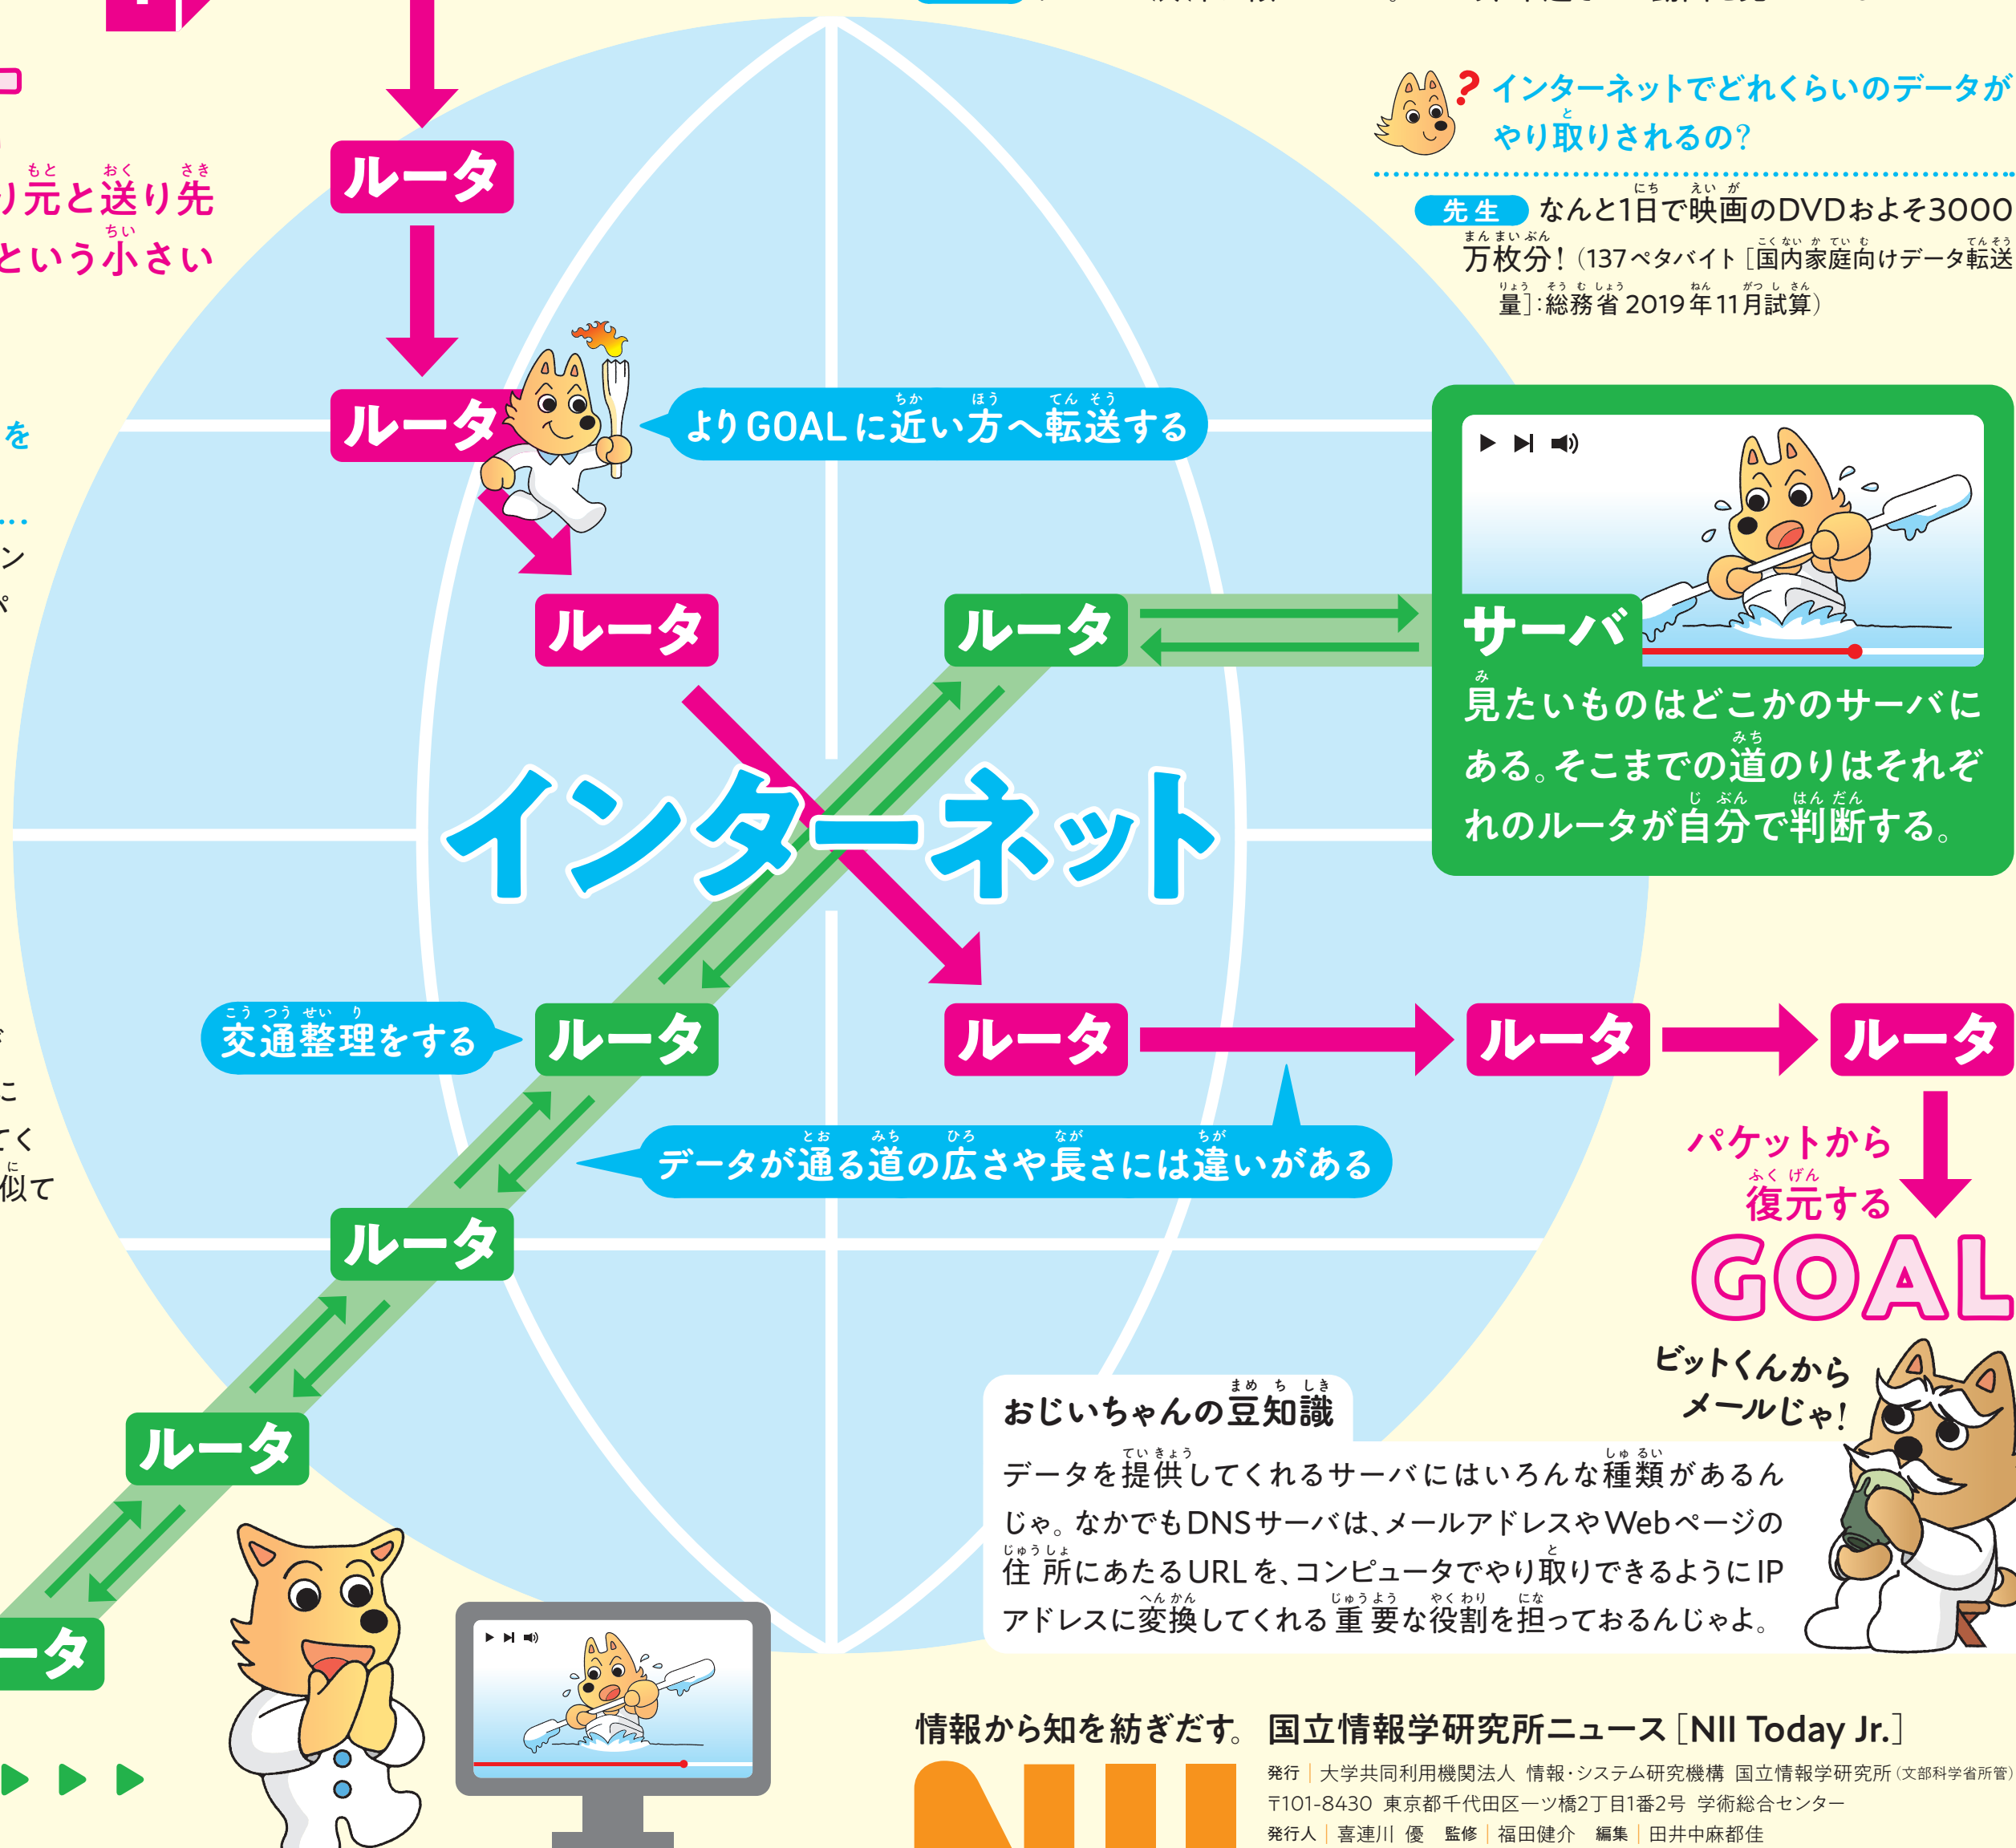 インターネットでどれくらいのデータが
やり取りされるの?
先生 なんと1日で映画のDVDおよそ3000
万枚分!(137ペタバイト[国内家庭向けデータ転送
量]:総務省2019年11月試算)
り元と送り先
という小さい
を
ン
ルータ
ルータ
よりGOALに近い方へ転送する
ルータ
ルータ
サーバ
見たいものはどこかのサーバに
ある。そこまでの道のりはそれぞ
れのルータが自分で判断する。
インターネット
交通整理をする
ルータ
ルータ
ルータ
ルータ
データが通る道の広さや長さには違いがある
に
てく
似て
パケットから
復元する
GOAL
ルータ
ルータ
ータ
ビットくんから
メールじゃ!
おじいちゃんの豆知識
データを提供してくれるサーバにはいろんな種類があるん
じゃ。なかでもDNSサーバは、メールアドレスやWebページの
住所にあたるURLを、コンピュータでやり取りできるようにIP
アドレスに変換してくれる重要な役割を担っておるんじゃよ。
情報から知を紡ぎだす。
国立情報学研究所ニュース[NII Today Jr.]
発行|大学共同利用機関法人 情報・システム研究機構 国立情報学研究所(文部科学省所管)
〒101-8430 東京都千代田区一ツ橋2丁目1番2号 学術総合センター
発行人|喜連川 優 監修|福田健介 編集|田井中麻都佳